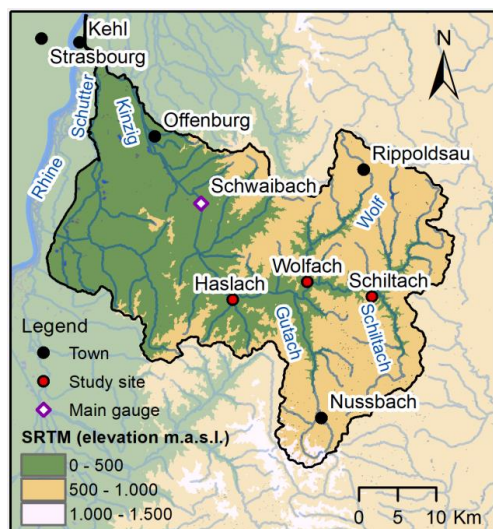 Kehl
Strasbourg
N
Schutter
Kinzig
Offenburg
Rhine
Rippoldsau
Schwaibach
Wolf
Wolfach
Haslach
Schiltach
Gutach
Schiltach
Nussbach
Legend
Town
Study site
Main gauge
SRTM (elevation m.a.s.l.)
0 - 500
500 - 1.000
1.000 - 1.500
0 5 10 Km